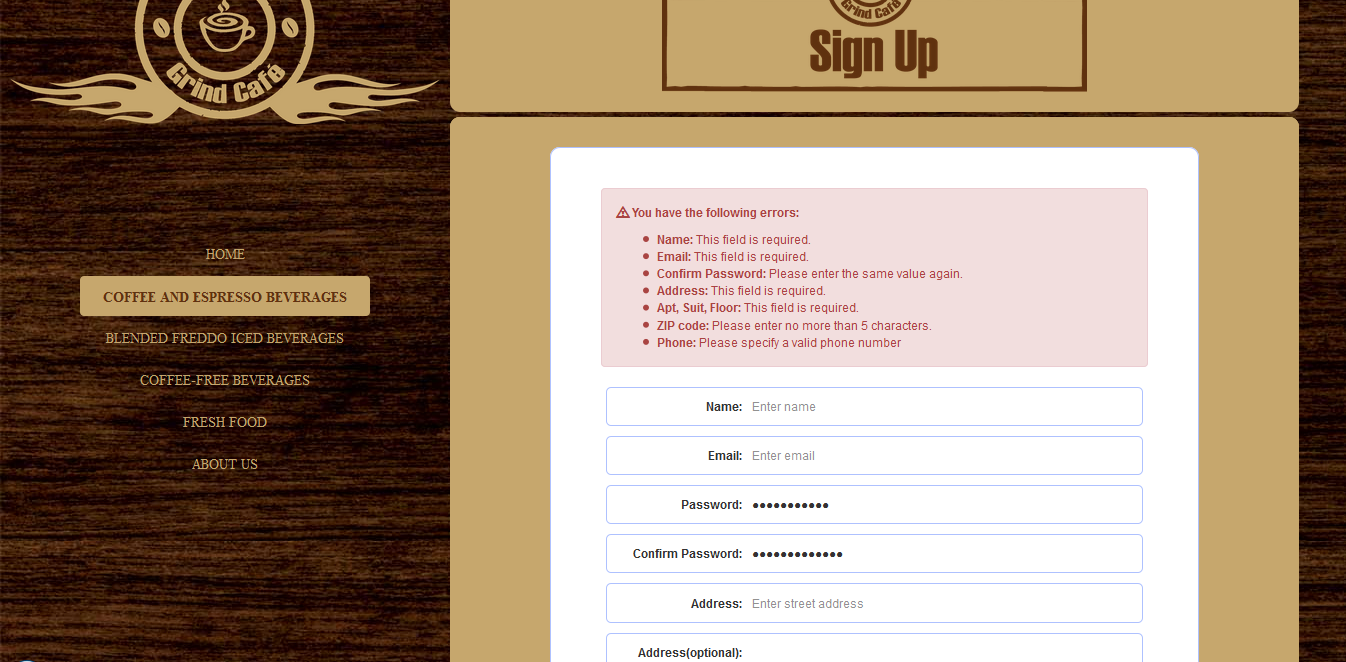 Grind Café
HOME
COFFEE AND ESPRESSO BEVERAGES
BLENDED FREDDO ICED BEVERAGES
COFFEE-FREE BEVERAGES
FRESH FOOD
ABOUT US
Grind Café
Sign Up
You have the following errors:
Name: This field is required.
Email: This field is required.
Confirm Password: Please enter the same value again.
Address: This field is required.
Apt, Suit, Floor: This field is required.
ZIP code: Please enter no more than 5 characters.
Phone: Please specify a valid phone number
Name: Enter name
Email: Enter email
Password: •••••••••••
Confirm Password: •••••••••••••
Address: Enter street address
Address(optional):